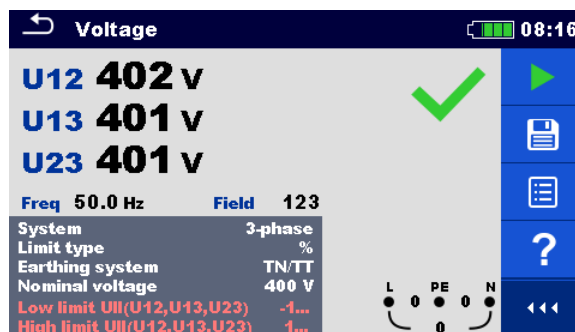 Voltage 08:16
U12 402 V
U13 401 V
U23 401 V
Freq 50.0 Hz Field 123
System 3-phase
Limit type %
Earthing system TN/TT
Nominal voltage 400 V
Low limit Ull(U12,U13,U23) -1...
High limit Ull(U12,U13,U23) 1...
?
L PE N
0 0
0